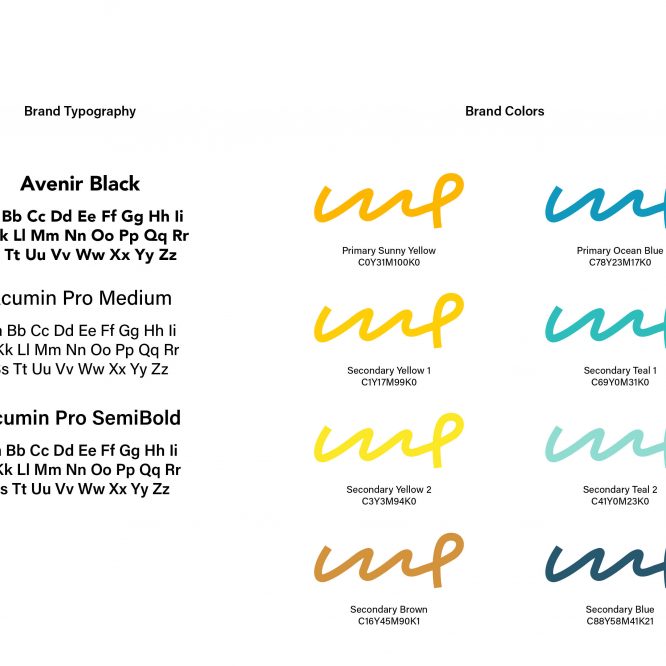 Brand Typography
Avenir Black
Bb Cc Dd Ee Ff Gg Hh Ii
k Ll Mm Nn Oo Pp Qq Rr
Tt Uu Vv Ww Xx Yy Zz
cumin Pro Medium
Bb Cc Dd Ee Ff Gg Hh Ii
Kk Ll Mm Nn Oo Pp Qq Rr
s Tt Uu Vv Ww Xx Yy Zz
cumin Pro SemiBold
Bb Cc Dd Ee Ff Gg Hh Ii
Kk Ll Mm Nn Oo Pp Qq Rr
s Tt Uu Vv Ww Xx Yy Zz
Brand Colors
Primary Sunny Yellow
C0Y31M100K0
Primary Ocean Blue
C78Y23M17K0
Secondary Yellow 1
C1Y17M99K0
Secondary Teal 1
C69Y0M31K0
Secondary Yellow 2
C3Y3M94K0
Secondary Teal 2
C41Y0M23K0
Secondary Brown
C16Y45M90K1
Secondary Blue
C88Y58M41K21